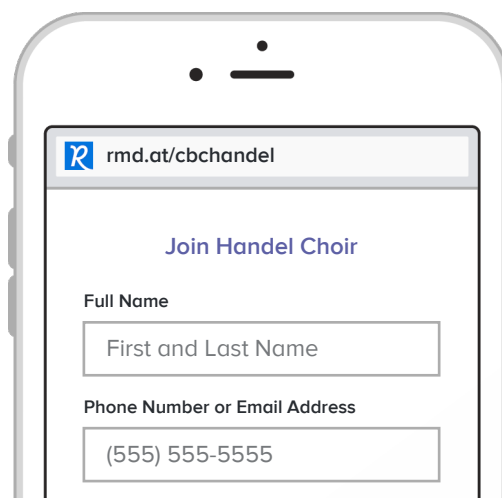 rmd.at/cbchandel
Join Handel Choir
Full Name
First and Last Name
Phone Number or Email Address
(555) 555-5555